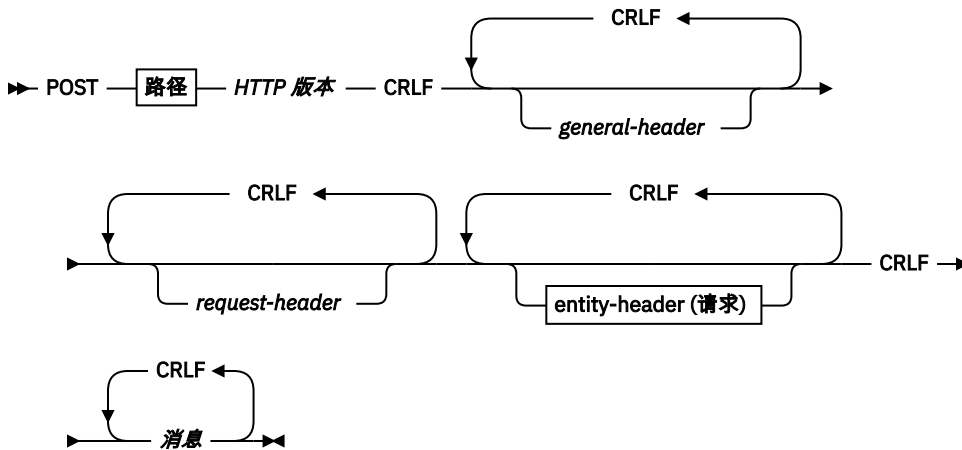 CRLF
POST 路径 HTTP 版本 CRLF
general-header
CRLF CRLF
request-header entity-header (请求) CRLF
CRLF
消息